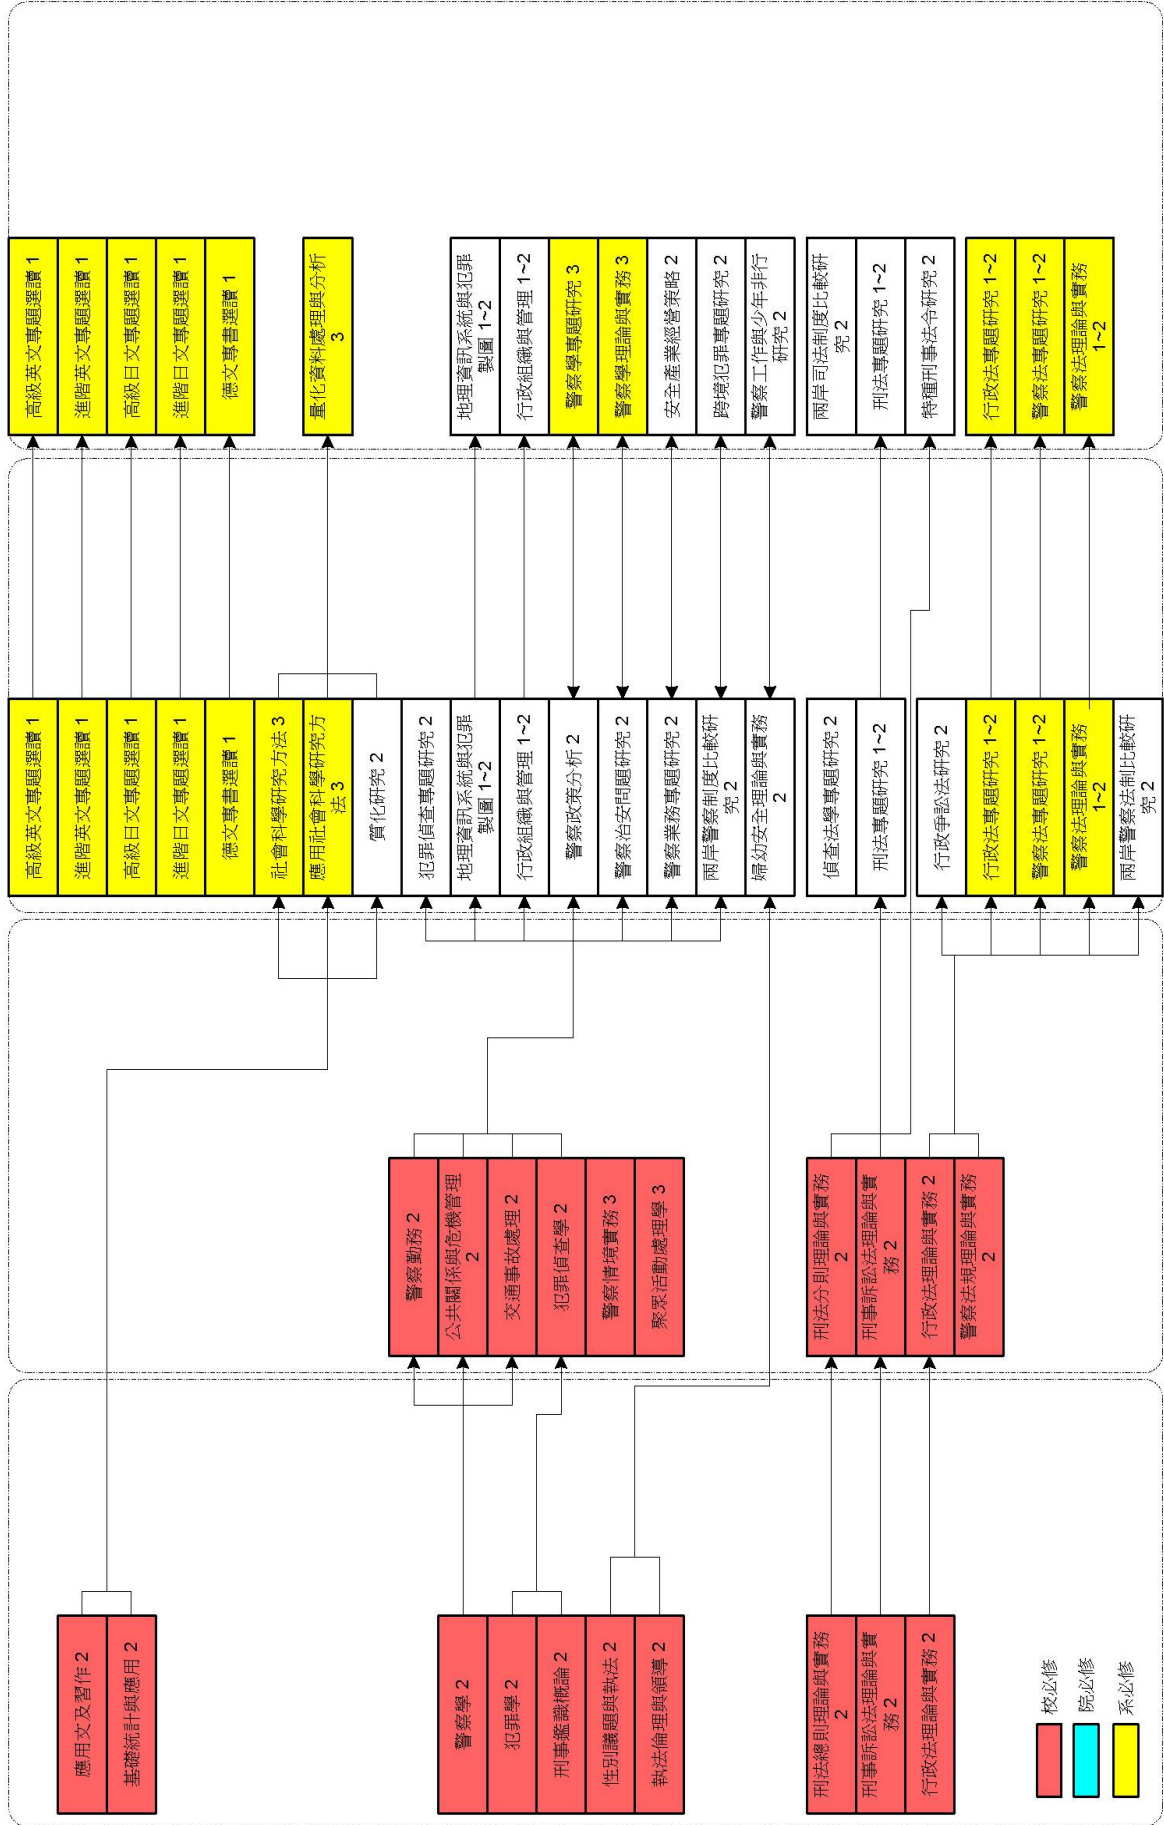 應用文及習作 2
基礎統計與應用 2
警察學 2
犯罪學 2
刑事鑑識概論 2
性別議題與執法 2
執法倫理與領導 2
刑法總則理論與實務
2
刑事訴訟法理論與實
務 2
行政法理論與實務 2
校必修
院必修
系必修
警察勤務 2
公共關係與危機管理
2
交通事故處理 2
犯罪偵查學 2
警察情境實務 3
聚眾活動處理學 3
刑法分則理論與實務
2
刑事訴訟法理論與實
務 2
行政法理論與實務 2
警察法規理論與實務
2
高級英文專題選讀 1
進階英文專題選讀 1
高級日文專題選讀 1
進階日文專題選讀 1
德文專書選讀 1
社會科學研究方法 3
應用社會科學研究方
法 3
質化研究 2
犯罪偵查專題研究 2
地理資訊系統與犯罪
製圖 1~2
行政組織與管理 1~2
警察政策分析 2
警察治安問題研究 2
警察業務專題研究 2
兩岸警察制度比較研
究 2
婦幼安全理論與實務
2
偵查法學專題研究 2
刑法專題研究 1~2
行政爭訟法研究 2
行政法專題研究 1~2
警察法專題研究 1~2
警察法理論與實務
1~2
兩岸警察法制比較研
究 2
高級英文專題選讀 1
進階英文專題選讀 1
高級日文專題選讀 1
進階日文專題選讀 1
德文專書選讀 1
量化資料處理與分析
3
地理資訊系統與犯罪
製圖 1~2
行政組織與管理 1~2
警察學專題研究 3
警察學理論與實務 3
安全產業經營策略 2
跨境犯罪專題研究 2
警察工作與少年非行
研究 2
兩岸司法制度比較研
究 2
刑法專題研究 1~2
特種刑事法令研究 2
行政法專題研究 1~2
警察法專題研究 1~2
警察法理論與實務
1~2